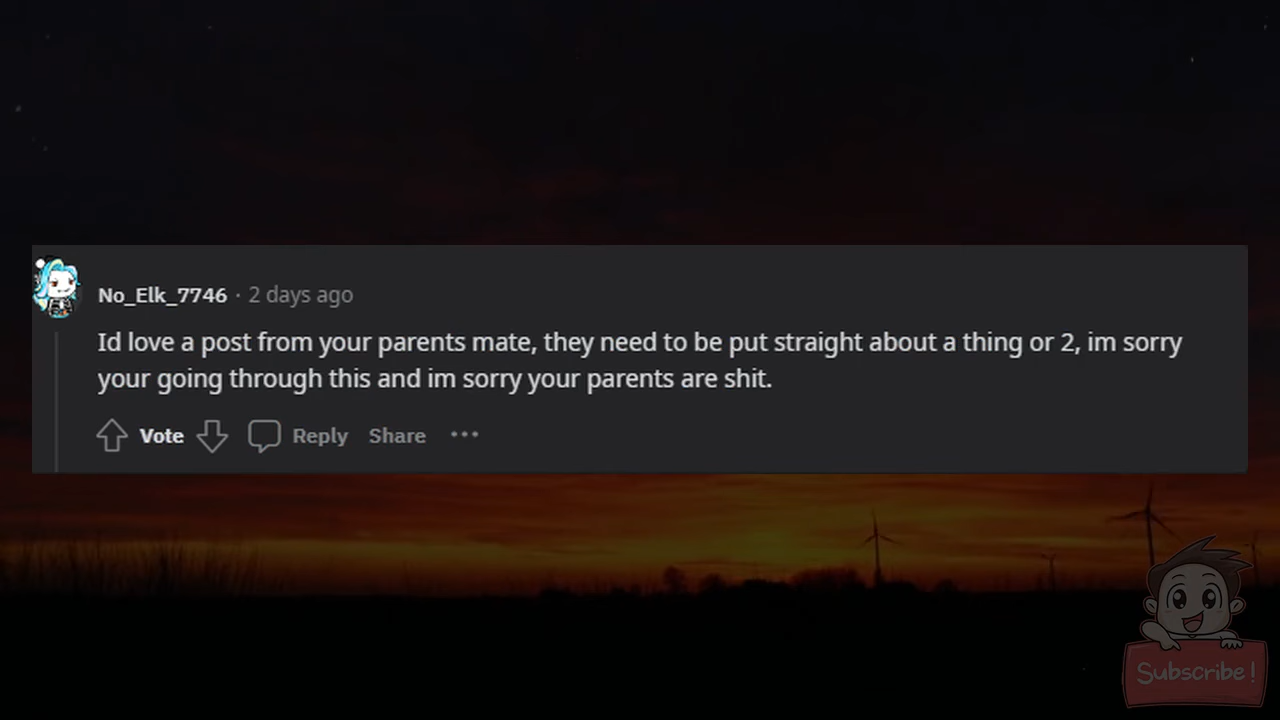 No_Elk_7746 · 2 days ago
Id love a post from your parents mate, they need to be put straight about a thing or 2, im sorry
your going through this and im sorry your parents are shit.
Vote Reply Share ···
Subscribe!